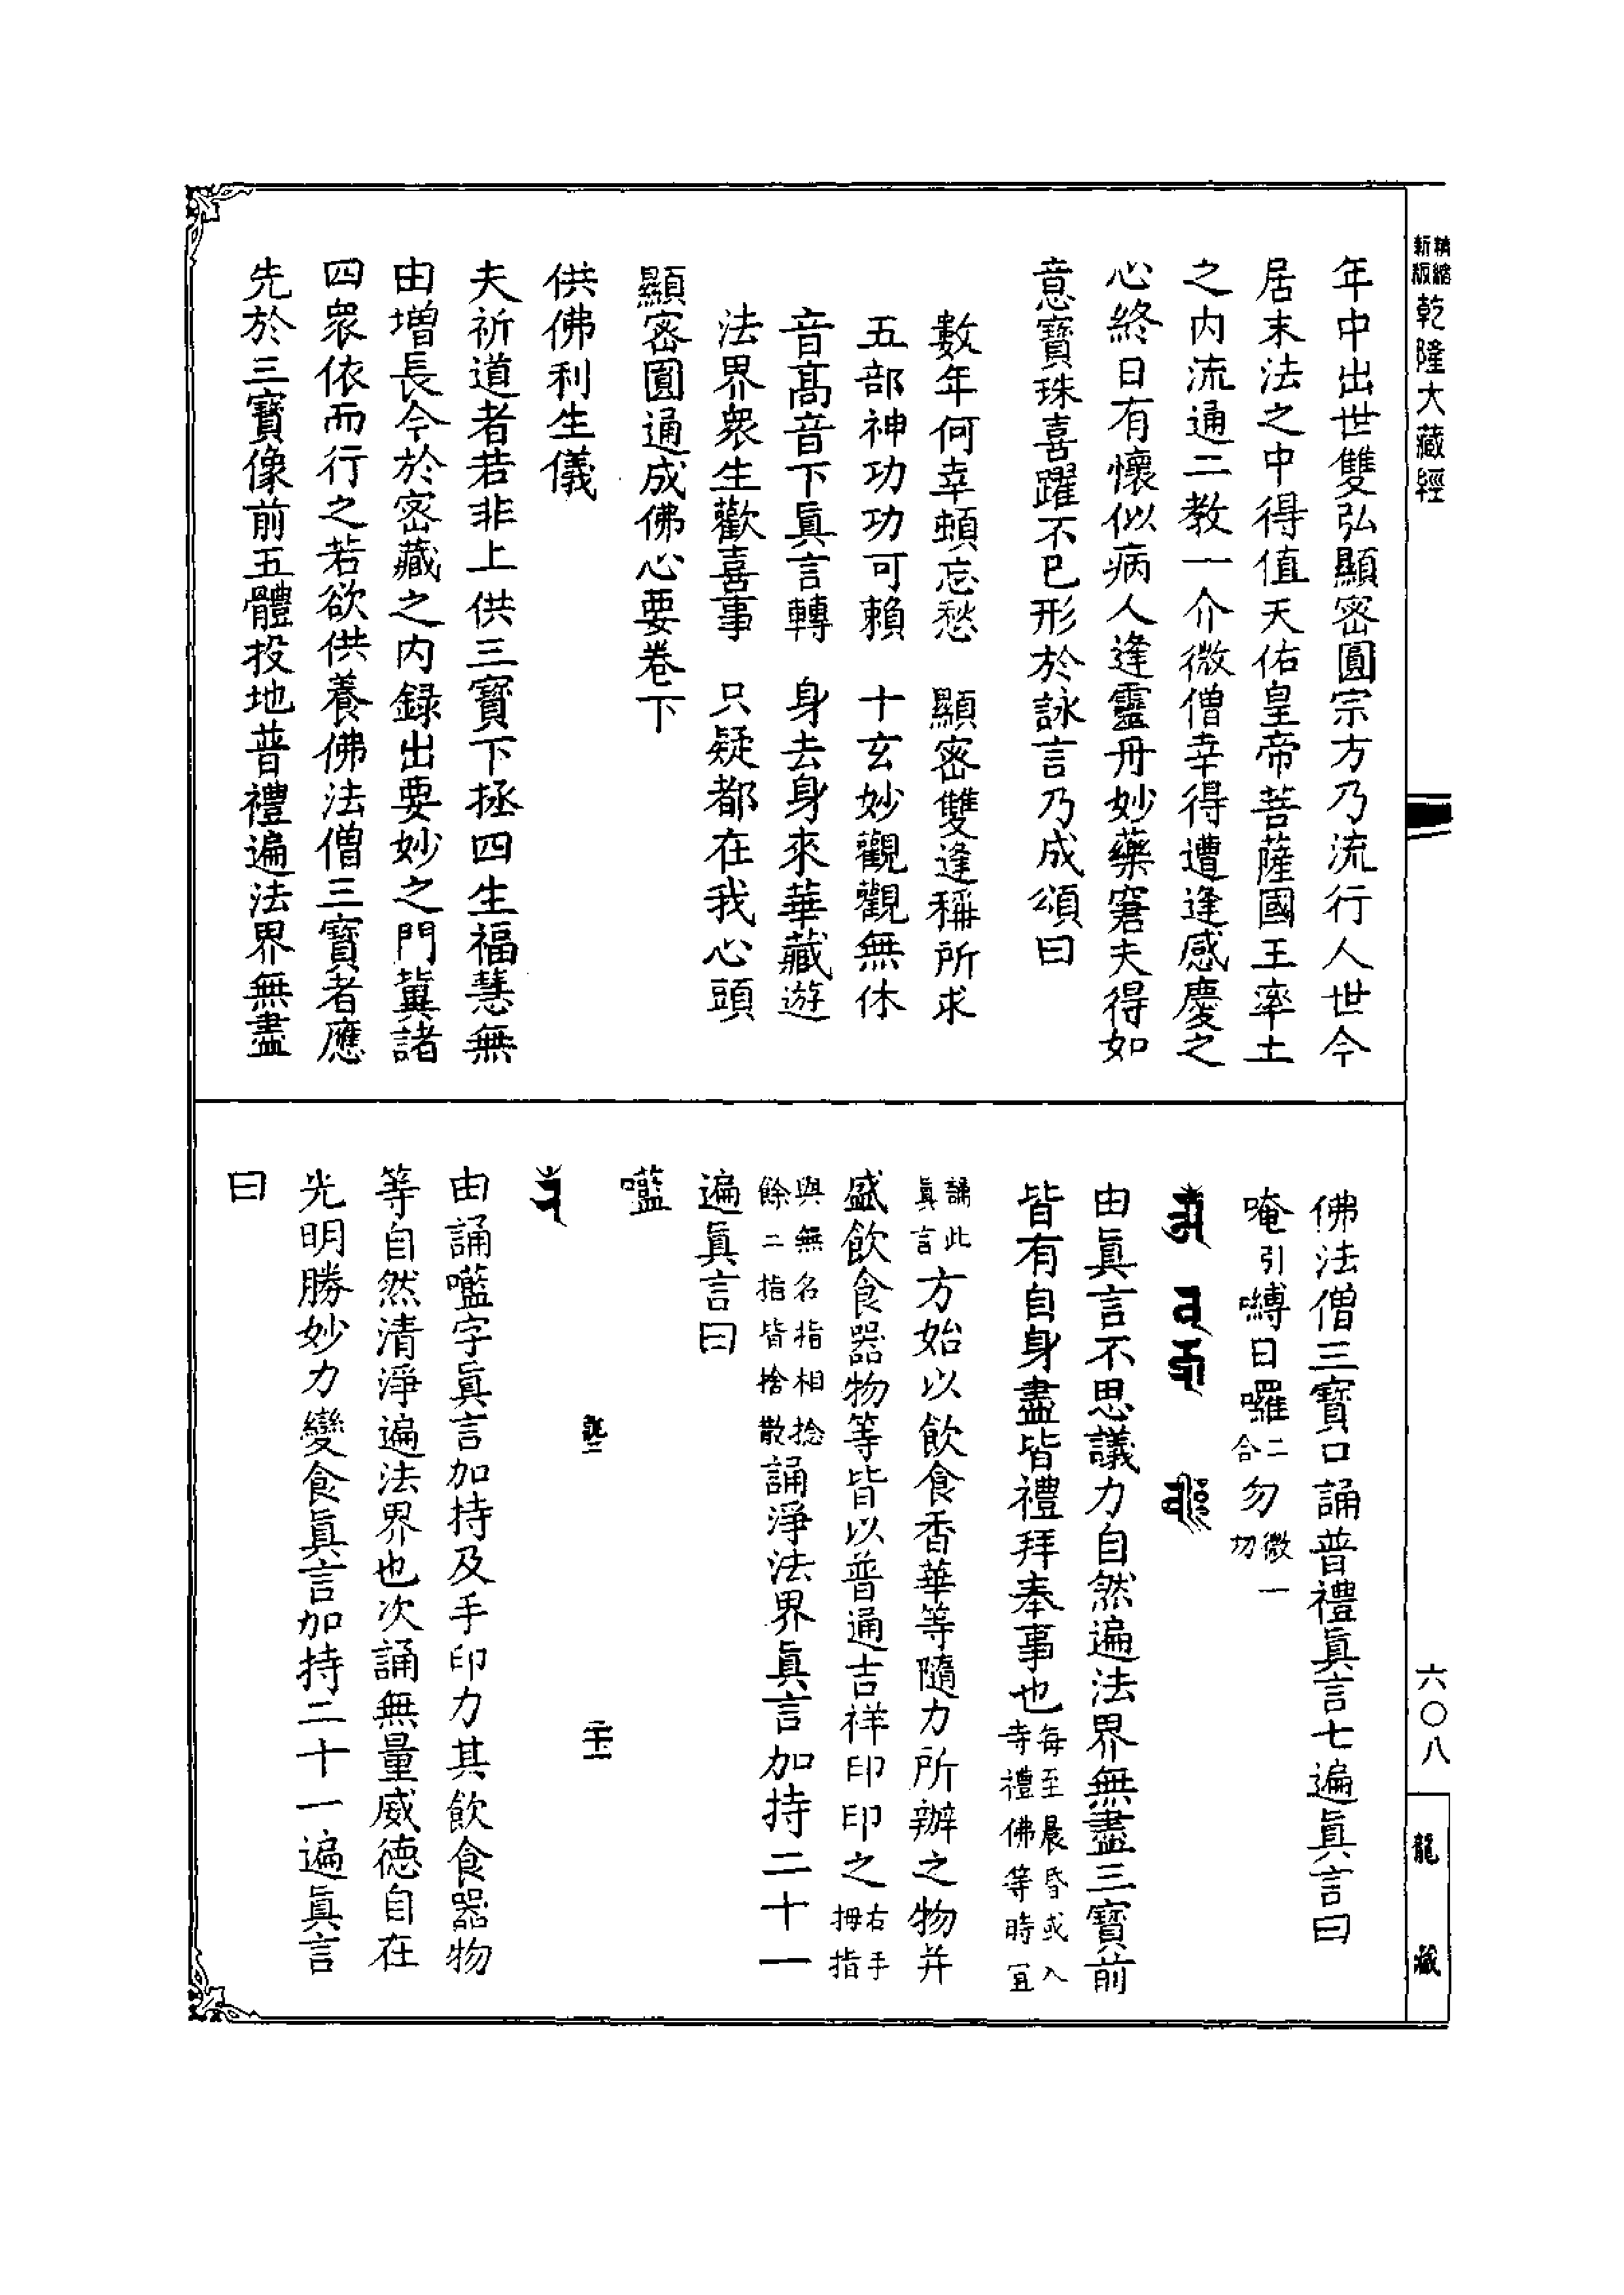 精縮新版乾隆大藏經
六〇八
龍藏
年中出世雙弘顯密圓宗方乃流行人世今
居末法之中得值天佑皇帝菩薩國王率土
之內流通二教一介微僧幸得遭逢感慶之
心終日有懷似病人逢靈丹妙藥窘夫得如
意寶珠喜躍不已形於詠言乃成頌曰
數年何幸頓忘愁　顯密雙逢稱所求
五部神功功可賴　十玄妙觀觀無休
音高音下眞言轉　身去身來華藏遊
法界衆生歡喜事　只疑都在我心頭
顯密圓通成佛心要卷下
供佛利生儀
夫祈道者若非上供三寳下拯四生福慧無
由增長今於密藏之內録出要妙之門冀諸
四衆依而行之若欲供養佛法僧三寶者應
先於三寶像前五體投地普禮遍法界無盡
佛法僧三寶口誦普禮眞言七遍眞言曰
唵引嚩日囉二合勿微一切
由眞言不思議力自然遍法界無盡三寶前
皆有自身盡皆禮拜奉事也每至晨昏或入寺禮佛等時宜
誦此眞言方始以飲食香華等隨力所辦之物并
盛飲食器物等皆以普通吉祥印印之右手拇指
與無名指相捻餘二指皆捨散誦淨法界眞言加持二十一
遍眞言曰
嚂
由誦嚂字眞言加持及手印力其飲食器物
等自然清淨遍法界也次誦無量威德自在
光明勝妙力變食眞言加持二十一遍眞言
曰